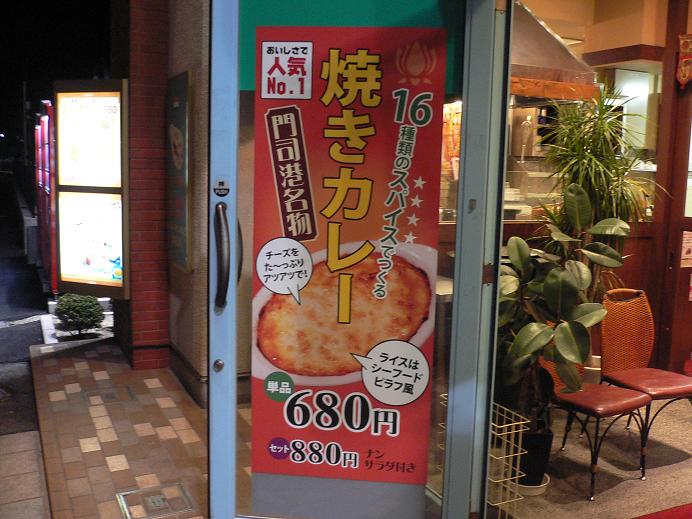 おいしさで
人気
No.1
焼きカレー
16種類のスパイスでつくる
門司港名物
チーズを
た〜っぷり
アツアツで!
ライスは
シーフード
ピラフ風
単品
680円
セット 880円 ナン
サラダ付き
押